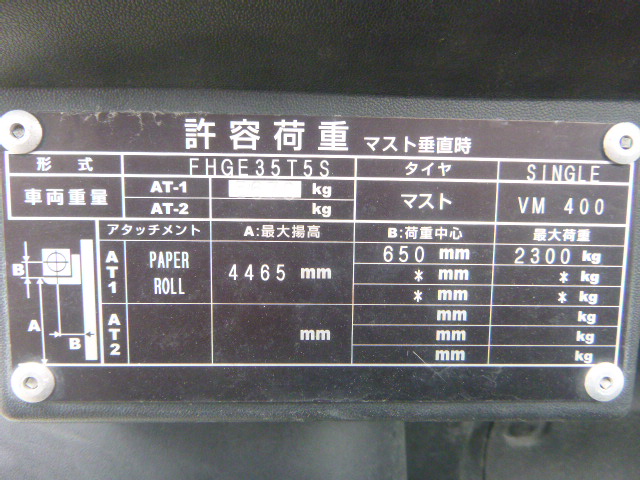 許容荷重 マスト垂直時
形式 FHGE35T5S タイヤ SINGLE
車両重量 AT-1 kg マスト VM 400
AT-2 kg
アタッチメント A:最大揚高 B:荷重中心 最大荷重
AT1 PAPER ROLL 4465 mm 650 mm 2300 kg
* mm * kg
* mm * kg
AT2 mm mm kg
mm kg
mm kg
B
A
B